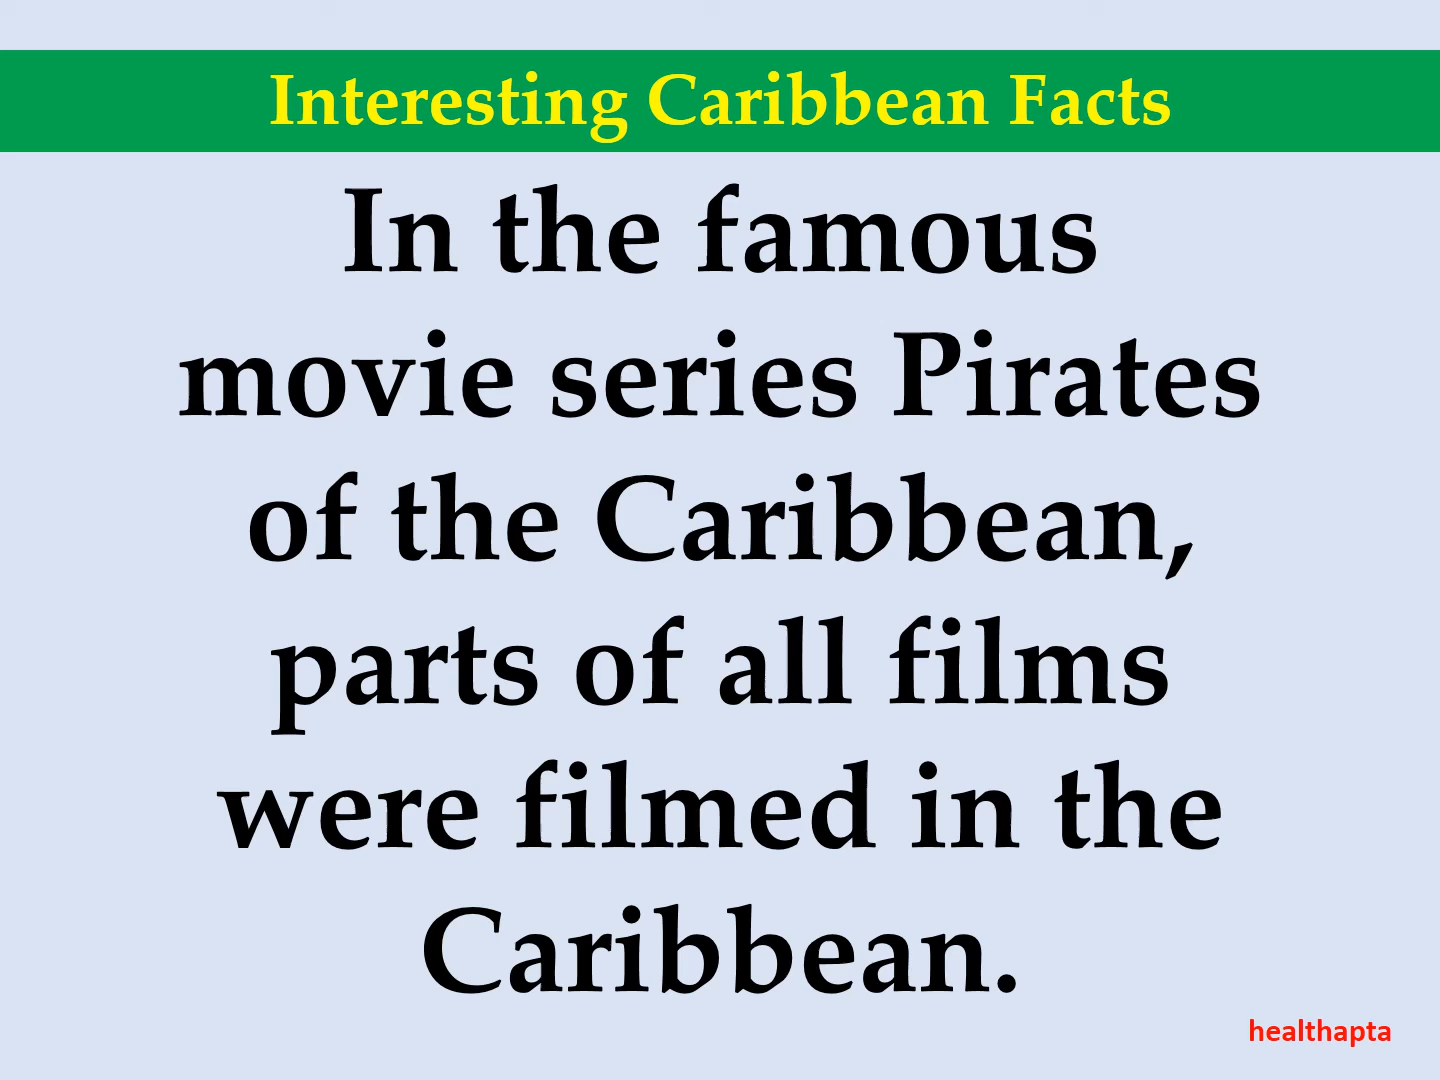 Interesting Caribbean Facts
In the famous
movie series Pirates
of the Caribbean,
parts of all films
were filmed in the
Caribbean.
healthapta